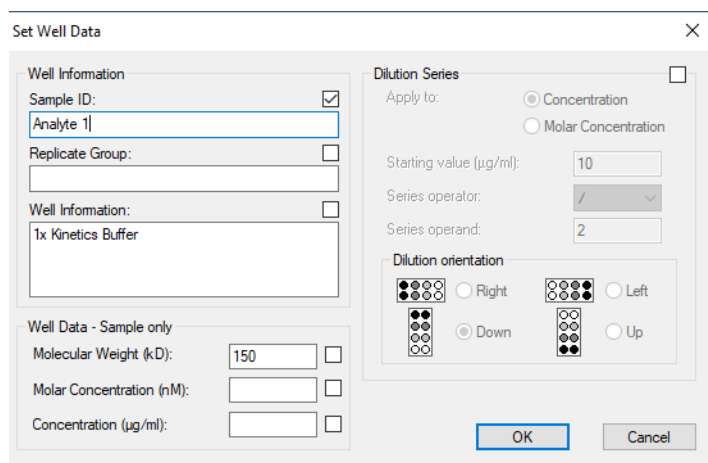 Set Well Data
Well Information
Sample ID:
Analyte 1
Replicate Group:
Well Information:
1x Kinetics Buffer
Well Data - Sample only
Molecular Weight (kD):
150
Molar Concentration (nM):
Concentration (µg/ml):
Dilution Series
Apply to:
Concentration
Molar Concentration
Starting value (µg/ml):
10
Series operator:
/
Series operand:
2
Dilution orientation
Right
Left
Down
Up
OK
Cancel